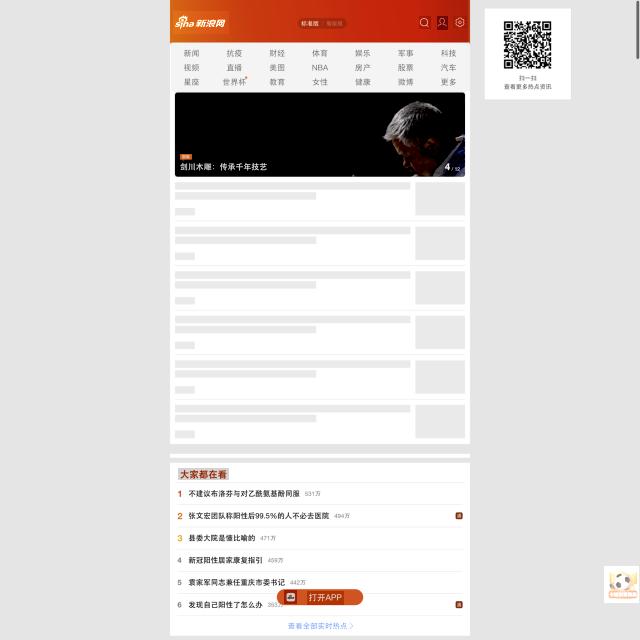 sina 新浪网
标准版
扫一扫
查看更多热点资讯
新闻 抗疫 财经 体育 娱乐 军事 科技
视频 直播 美图 NBA 房产 股票 汽车
星座 世界杯 教育 女性 健康 微博 更多
剑川木雕：传承千年技艺
4 / 12
大家都在看
1 不建议布洛芬与对乙酰氨基酚同服 531万
2 张文宏团队称阳性后99.5%的人不必去医院 494万
3 县委大院是懂比喻的 471万
4 新冠阳性居家康复指引 459万
5 袁家军同志兼任重庆市委书记 442万
6 发现自己阳性了怎么办
打开APP
查看全部实时热点